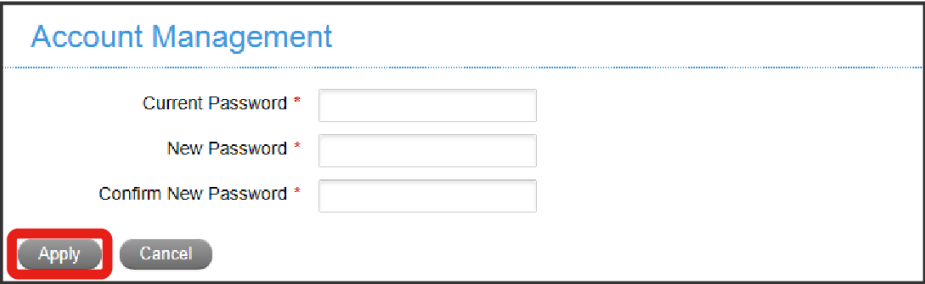 Account Management
Current Password *
New Password *
Confirm New Password *
Apply Cancel